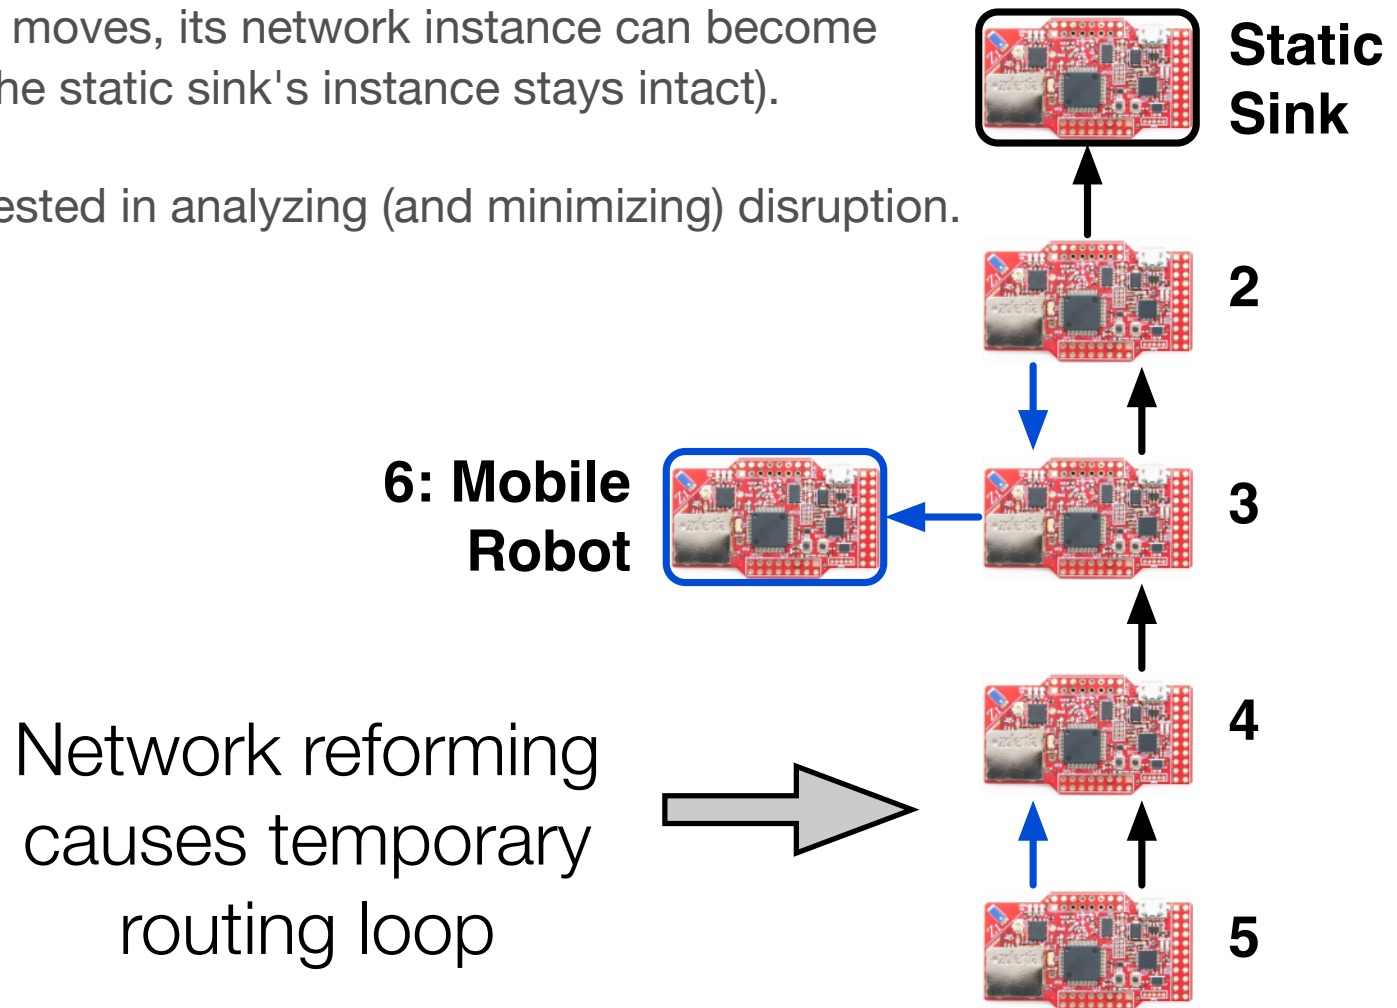 moves, its network instance can become
he static sink's instance stays intact).
ested in analyzing (and minimizing) disruption.
Static
Sink
2
6: Mobile
Robot
3
4
Network reforming
causes temporary
routing loop
5